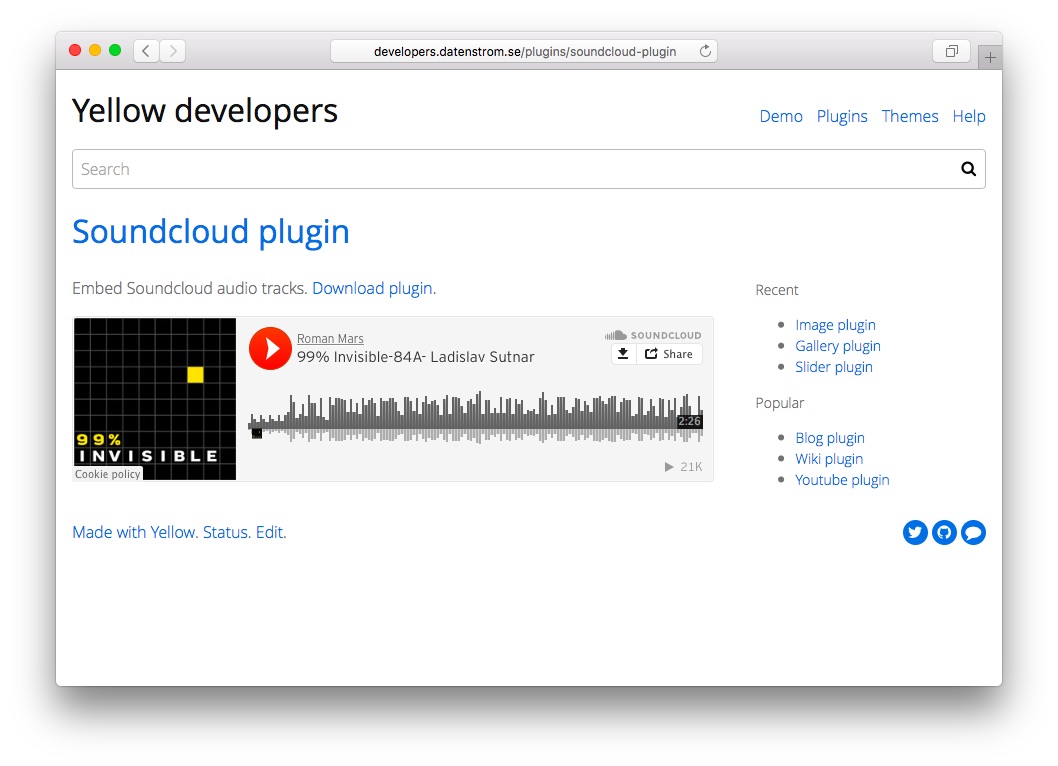 developers.datenstrom.se/plugins/soundcloud-plugin
Yellow developers
Demo Plugins Themes Help
Search
Soundcloud plugin
Embed Soundcloud audio tracks. Download plugin.
99%
INVISIBLE
Cookie policy
Roman Mars
99% Invisible-84A- Ladislav Sutnar
SOUNDCLOUD
Share
2:26
21K
Recent
Image plugin
Gallery plugin
Slider plugin
Popular
Blog plugin
Wiki plugin
Youtube plugin
Made with Yellow. Status. Edit.